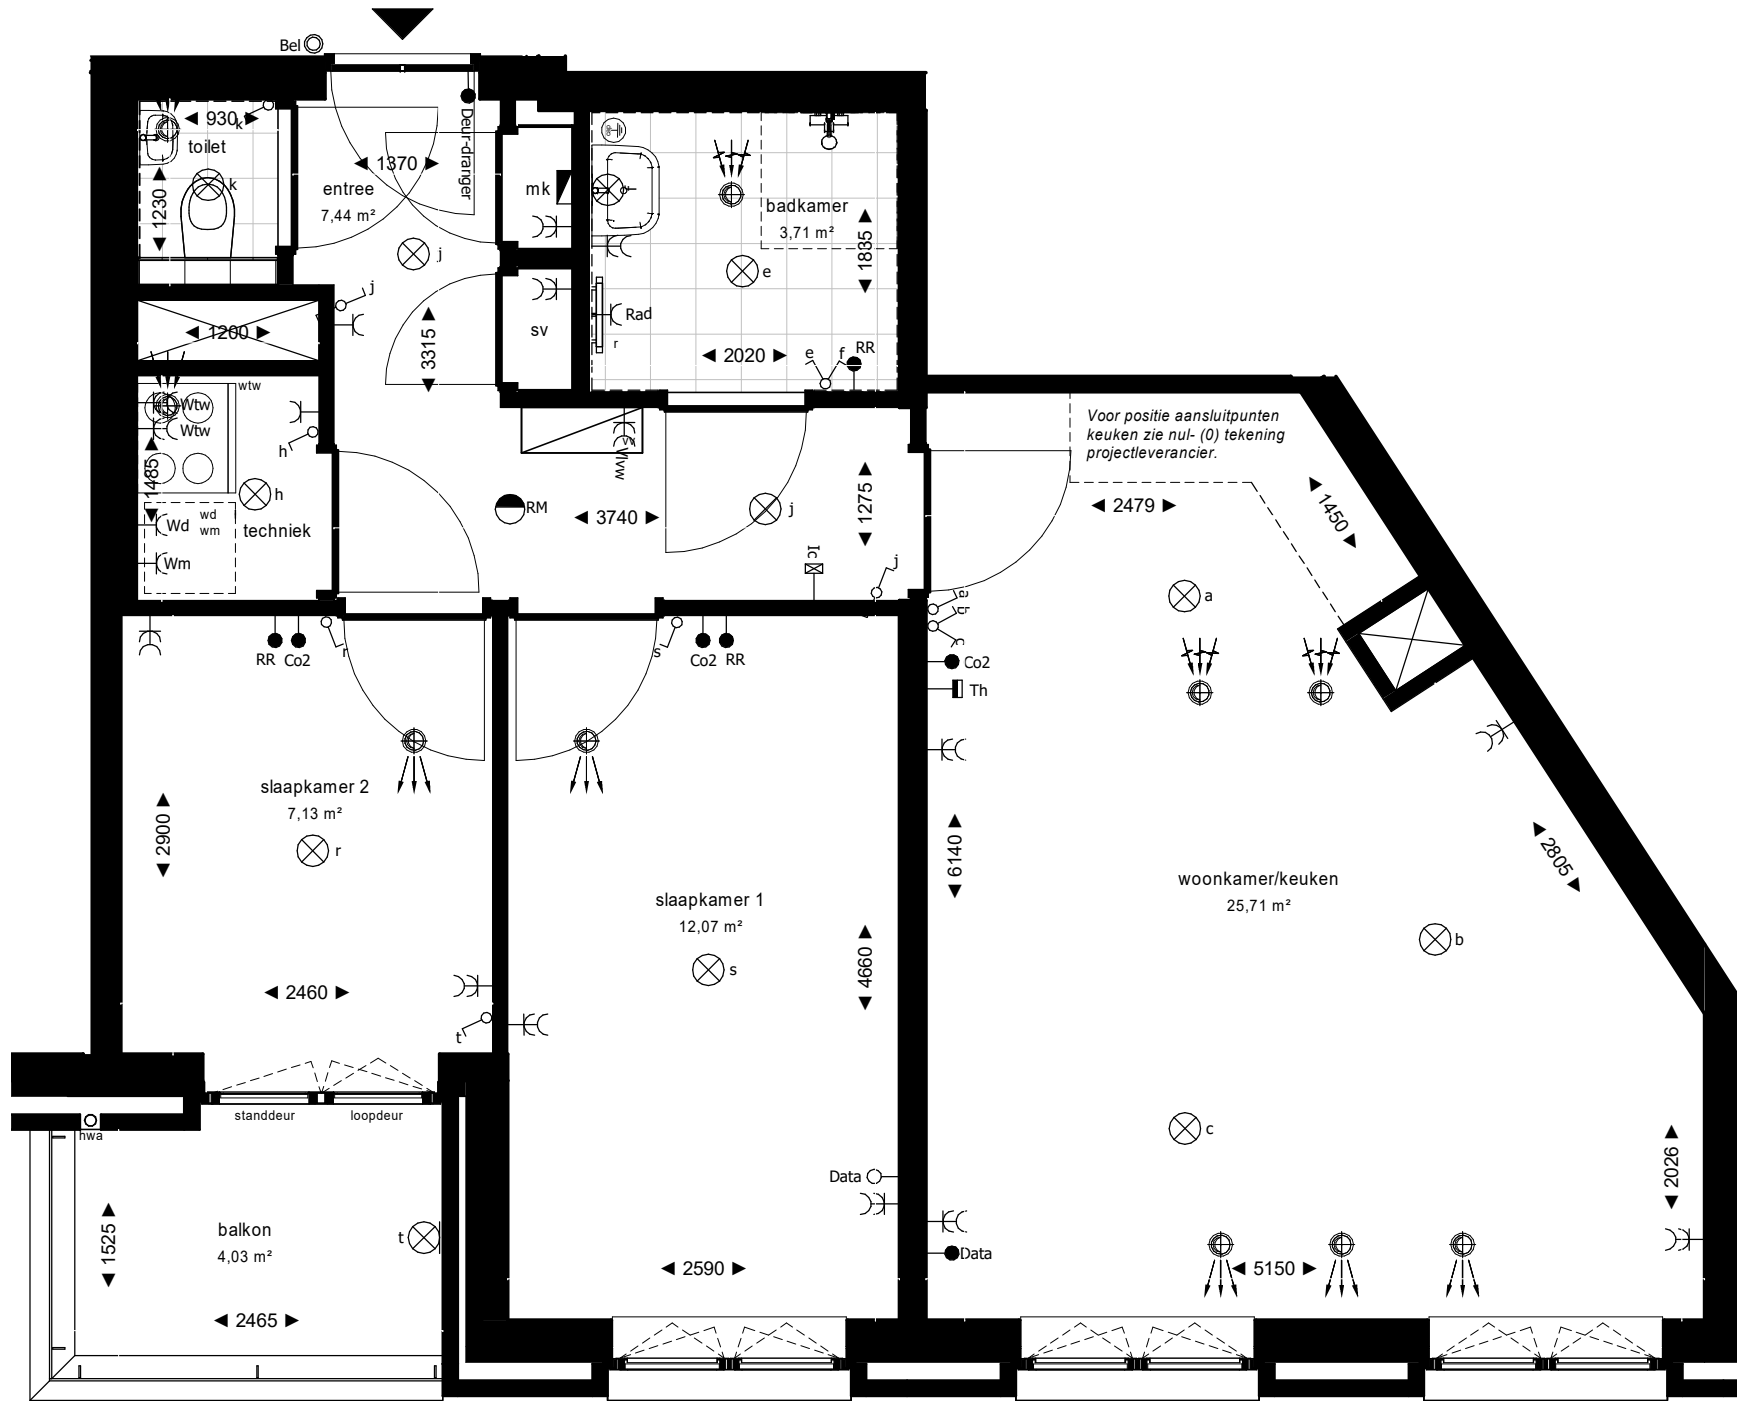 Bel
930
k
toilet
k
1230
1370
entree
7,44 m²
Deur-dranger
j
mk
f
badkamer
3,71 m²
1835
e
Rad
r
2020
e
f
RR
j
1200
3315
sv
wtw
Wtw
Wtw
1485
h
h
Wd
wd
wm
techniek
Wm
RM
vv
Vlvw
3740
j
1275
Ic
j
Voor positie aansluitpunten
keuken zie nul- (0) tekening
projectleverancier.
2479
1450
a
a
b
c
Co2
Th
RR
Co2
r
s
Co2
RR
slaapkamer 2
7,13 m²
2900
r
2460
t
slaapkamer 1
12,07 m²
s
4660
6140
woonkamer/keuken
25,71 m²
2805
b
c
2026
standdeur
loopdeur
hwa
balkon
4,03 m²
1525
t
2465
Data
2590
Data
5150